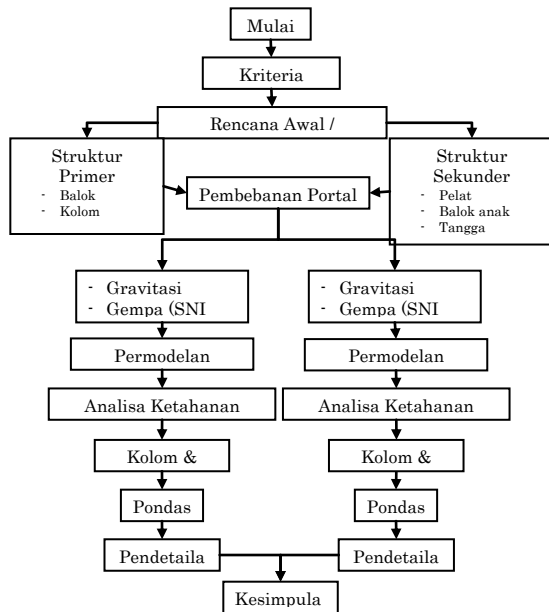 Mulai
Kriteria
Rencana Awal /
Struktur
Primer
- Balok
- Kolom
Pembebanan Portal
Struktur
Sekunder
- Pelat
- Balok anak
- Tangga
- Gravitasi
- Gempa (SNI
- Gravitasi
- Gempa (SNI
Permodelan
Permodelan
Analisa Ketahanan
Analisa Ketahanan
Kolom &
Kolom &
Pondas
Pondas
Pendetaila
Pendetaila
Kesimpula